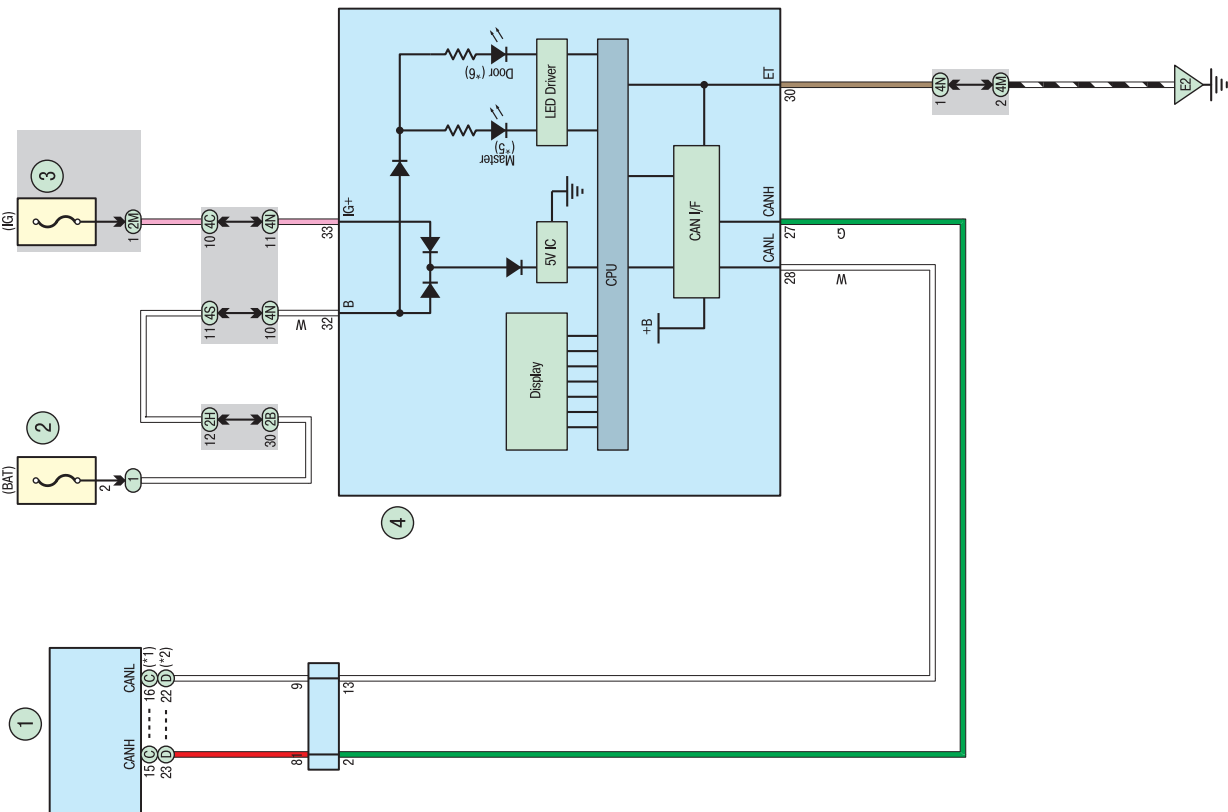 (IG)
3
1 2M
10 4C
11 4N
33 IG+
(BAT)
2
2
1
12 2H
30 2B
11 4S
10 4N
W
32 B
4
Door (*6)
Master (*5)
LED Driver
5V IC
CPU
Display
CAN I/F
+B
ET
30
1 4N
2 4M
E2
CANH
27
G
CANL
28
W
1
CANL
16 C (*1)
22 D (*2)
CANH
15 C
23 D
9
13
8
2